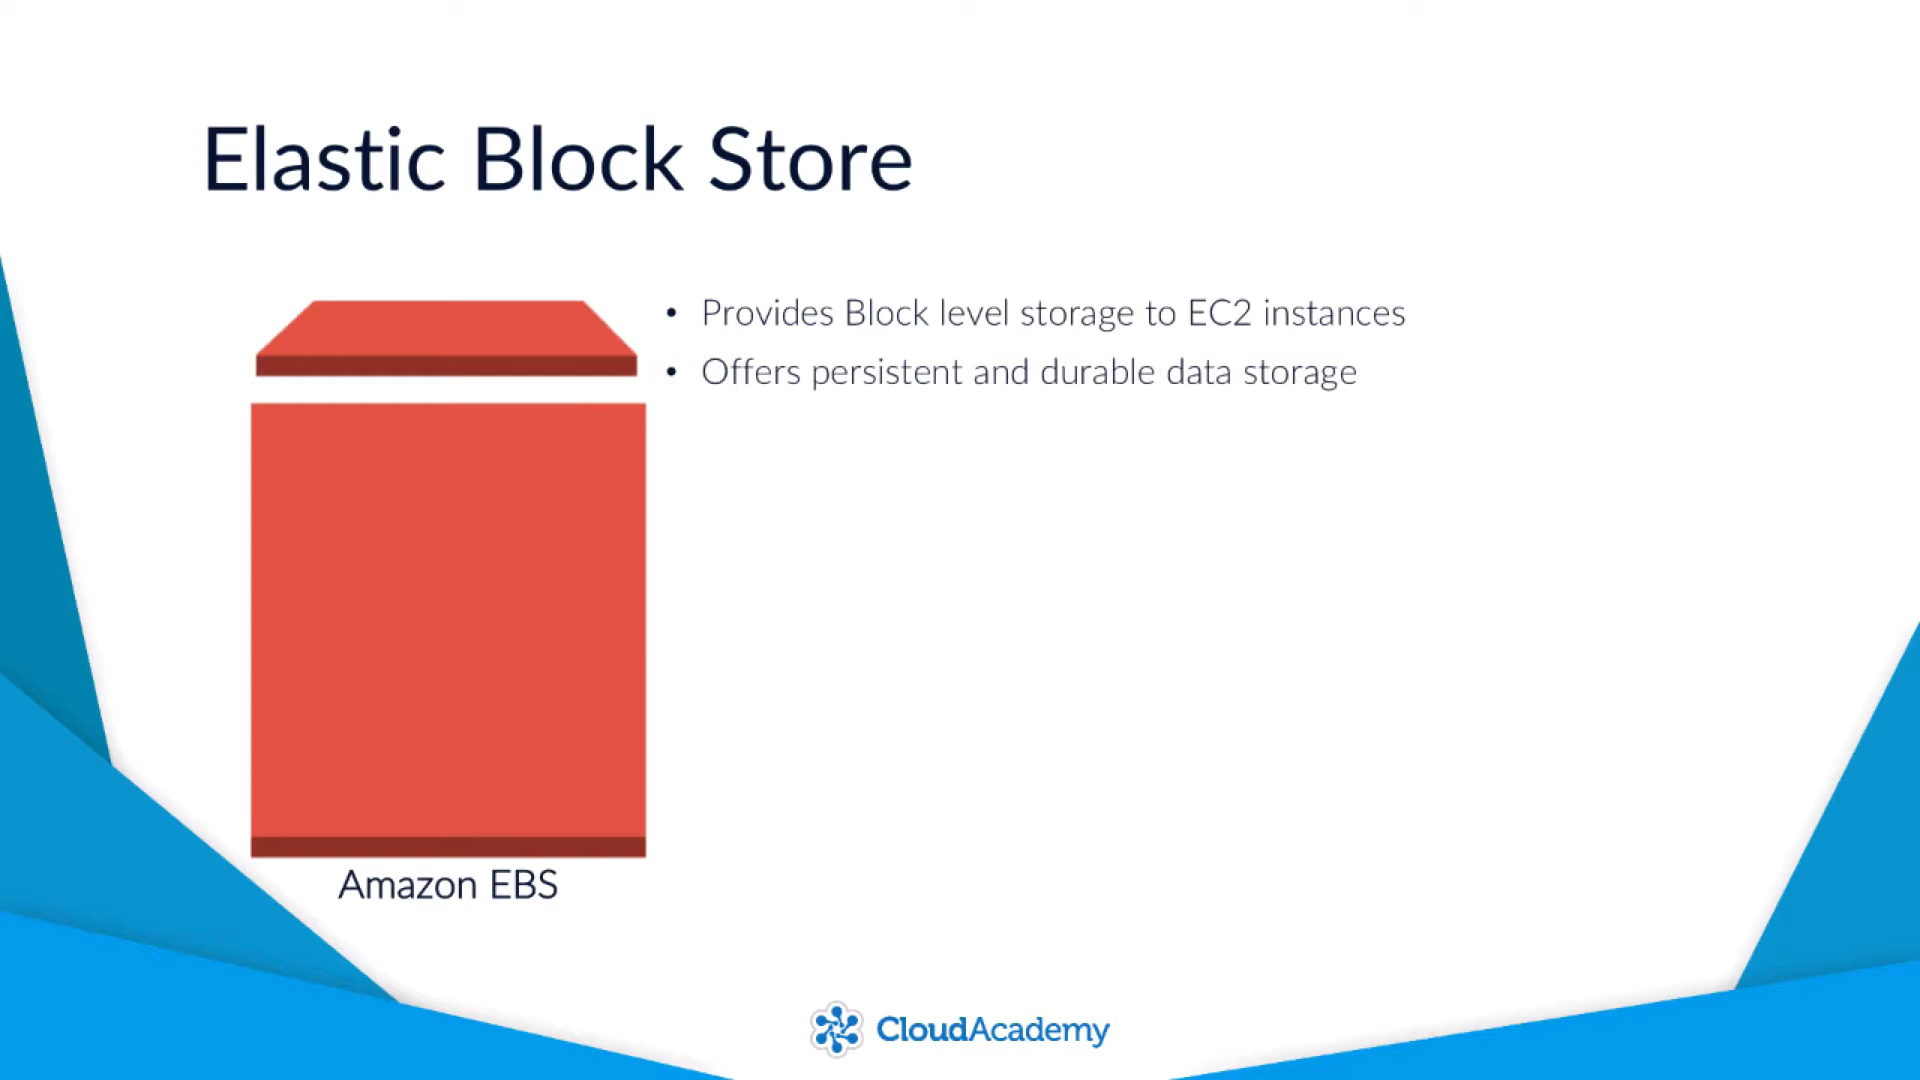 Elastic Block Store
• Provides Block level storage to EC2 instances
• Offers persistent and durable data storage
Amazon EBS
CloudAcademy